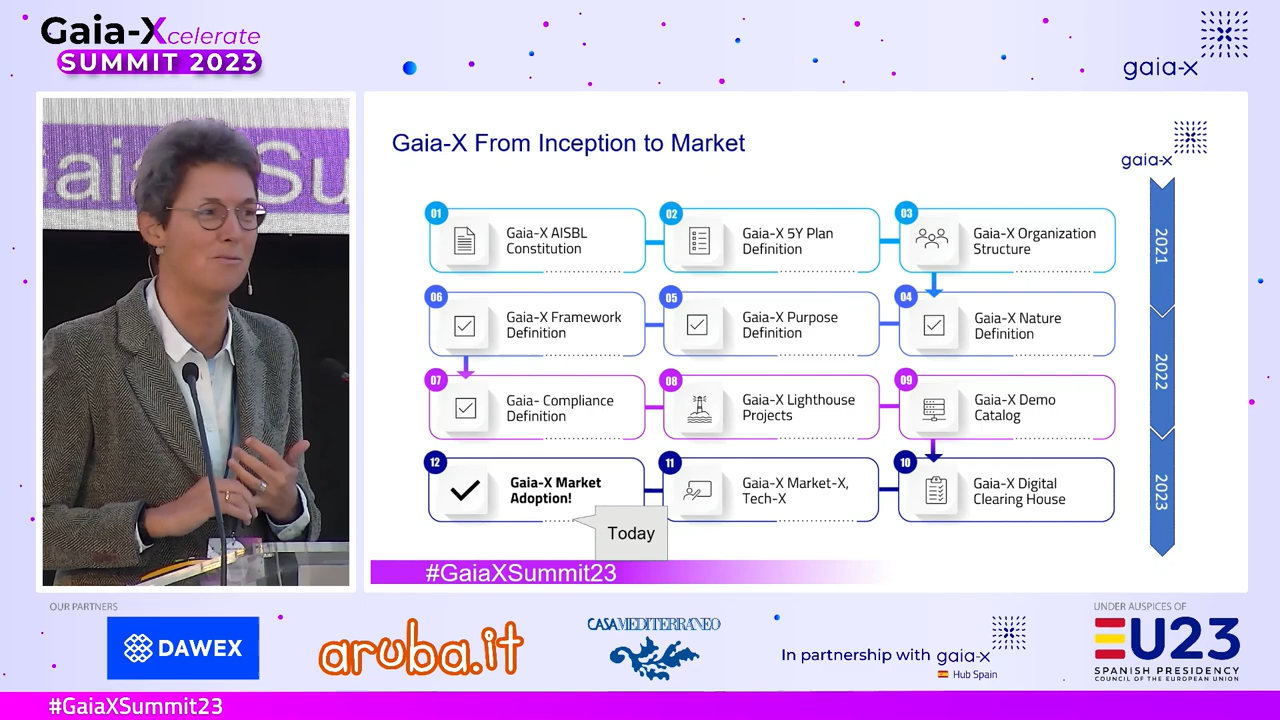 Gaia-Xcelerate
SUMMIT 2023
gaia-x
aiaXSu
Gaia-X From Inception to Market
gaia-x
01
Gaia-X AISBL
Constitution
02
Gaia-X 5Y Plan
Definition
03
Gaia-X Organization
Structure
06
Gaia-X Framework
Definition
05
Gaia-X Purpose
Definition
04
Gaia-X Nature
Definition
07
Gaia- Compliance
Definition
08
Gaia-X Lighthouse
Projects
09
Gaia-X Demo
Catalog
12
Gaia-X Market
Adoption!
11
Gaia-X Market-X,
Tech-X
10
Gaia-X Digital
Clearing House
Today
2021
2022
2023
#GaiaXSummit23
OUR PARTNERS
DAWEX
aruba.it
CASAMEDITERRANEO
In partnership with gaia-x
Hub Spain
UNDER AUSPICES OF
EU23
SPANISH PRESIDENCY
COUNCIL OF THE EUROPEAN UNION
#GaiaXSummit23